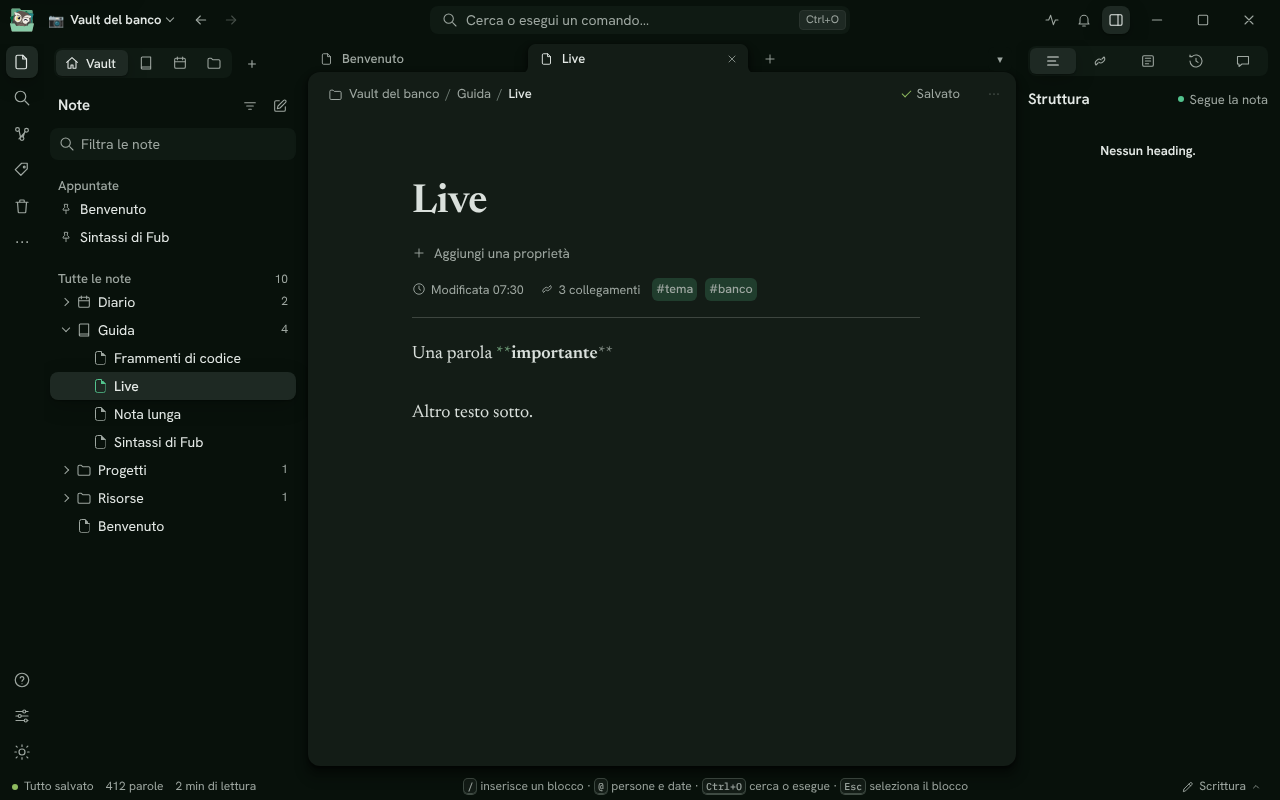 Vault del banco
Cerca o esegui un comando...
Ctrl+O
Vault
Benvenuto
Live
Note
Filtra le note
Appuntate
Benvenuto
Sintassi di Fub
Tutte le note 10
Diario 2
Guida 4
Frammenti di codice
Live
Nota lunga
Sintassi di Fub
Progetti 1
Risorse 1
Benvenuto
Vault del banco / Guida / Live
Salvato
Live
Aggiungi una proprietà
Modificata 07:30 3 collegamenti #tema #banco
Una parola **importante**
Altro testo sotto.
Struttura
Segue la nota
Nessun heading.
Tutto salvato 412 parole 2 min di lettura
/ inserisce un blocco · @ persone e date · Ctrl+O cerca o esegue · Esc seleziona il blocco
Scrittura